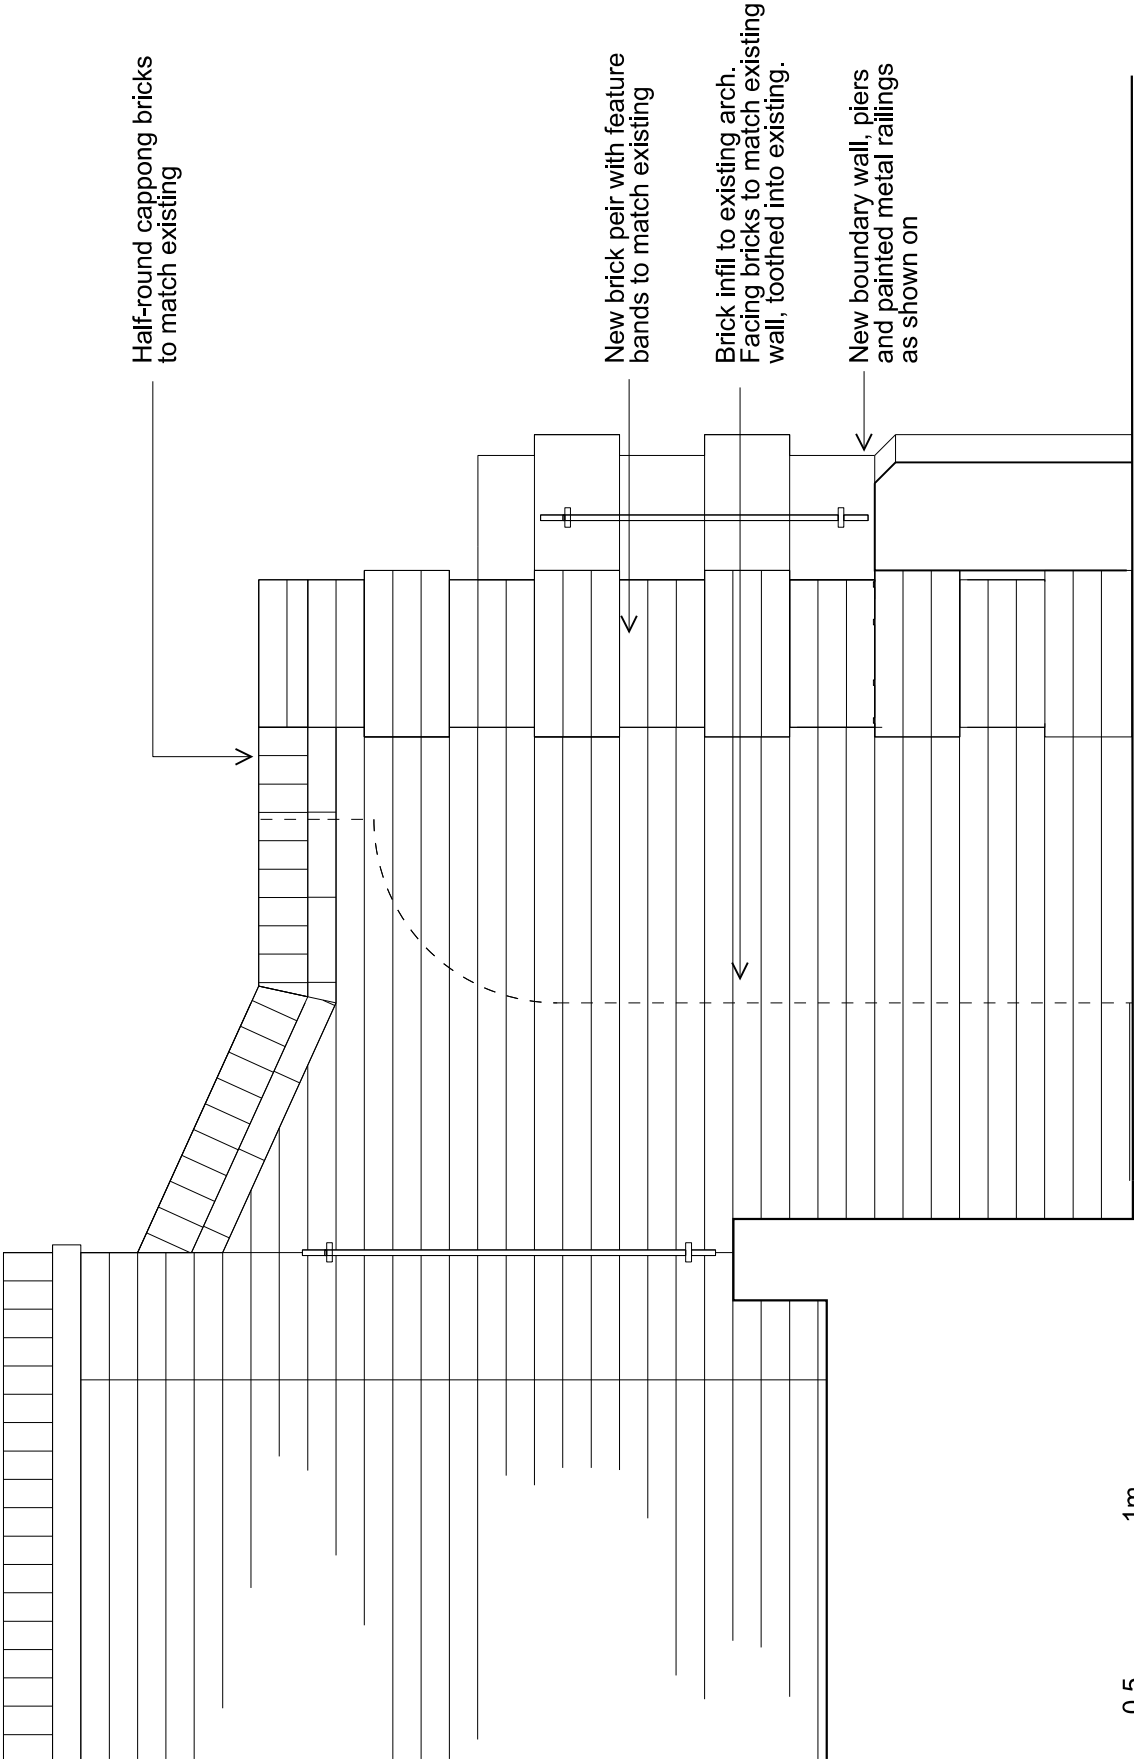 Half-round cappong bricks
to match existing
New brick peir with feature
bands to match existing
Brick infil to existing arch.
Facing bricks to match existing
wall, toothed into existing.
New boundary wall, piers
and painted metal railings
as shown on
0.5
1m